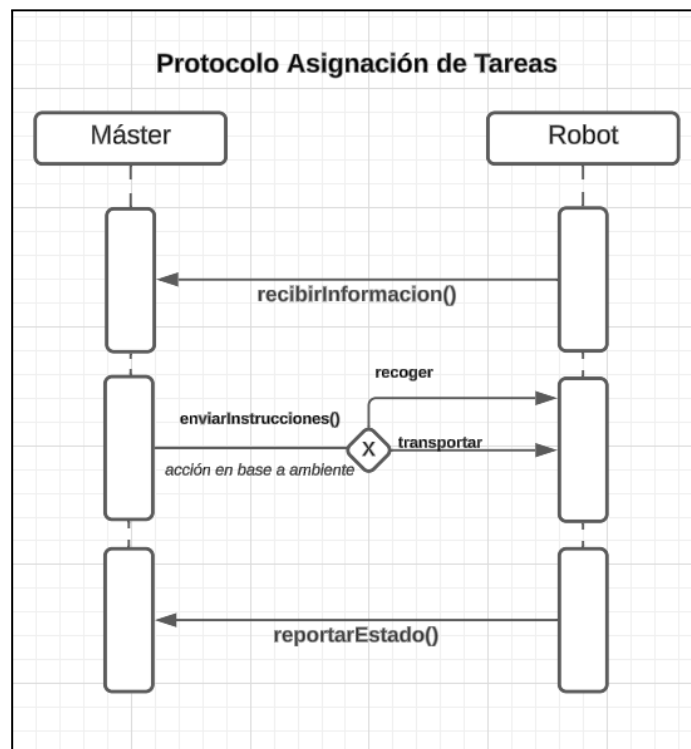 Protocolo Asignación de Tareas
Máster
Robot
recibirInformacion()
recoger
enviarInstrucciones()
X
transportar
acción en base a ambiente
reportarEstado()